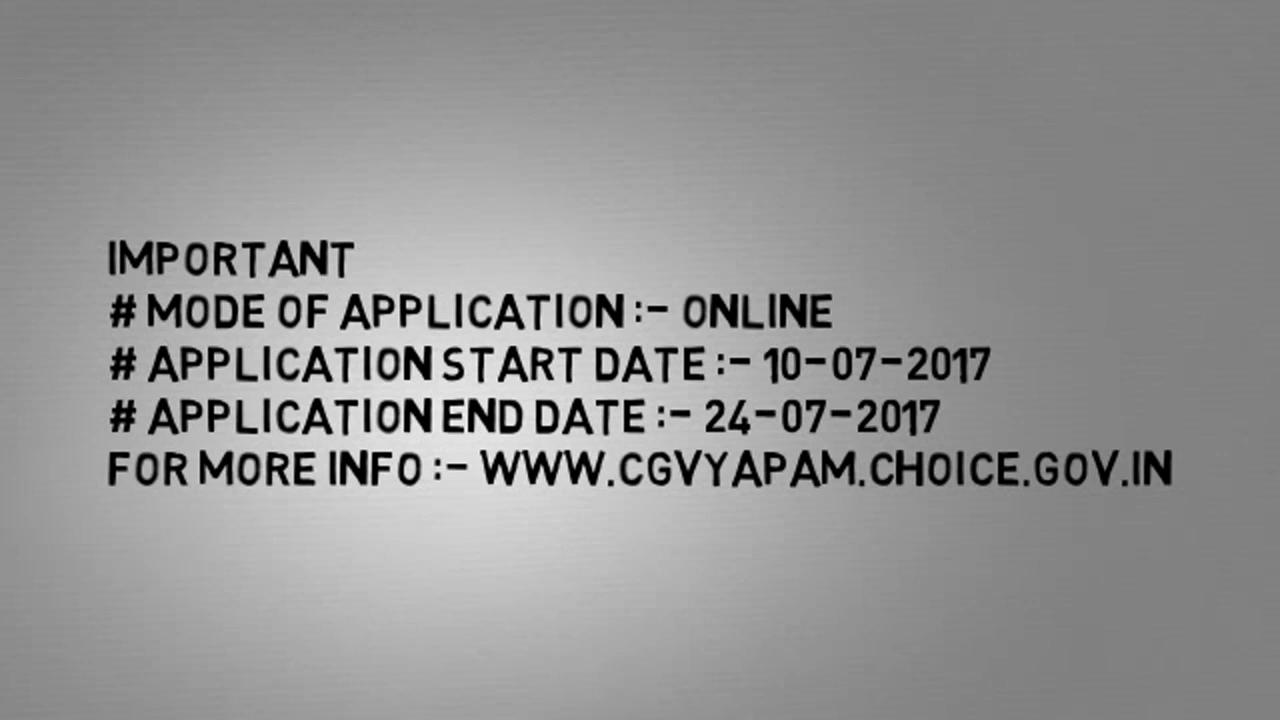 IMPORTANT
# MODE OF APPLICATION :- ONLINE
# APPLICATION START DATE :- 10-07-2017
# APPLICATION END DATE :- 24-07-2017
FOR MORE INFO :- WWW.CGVYAPAM.CHOICE.GOV.IN